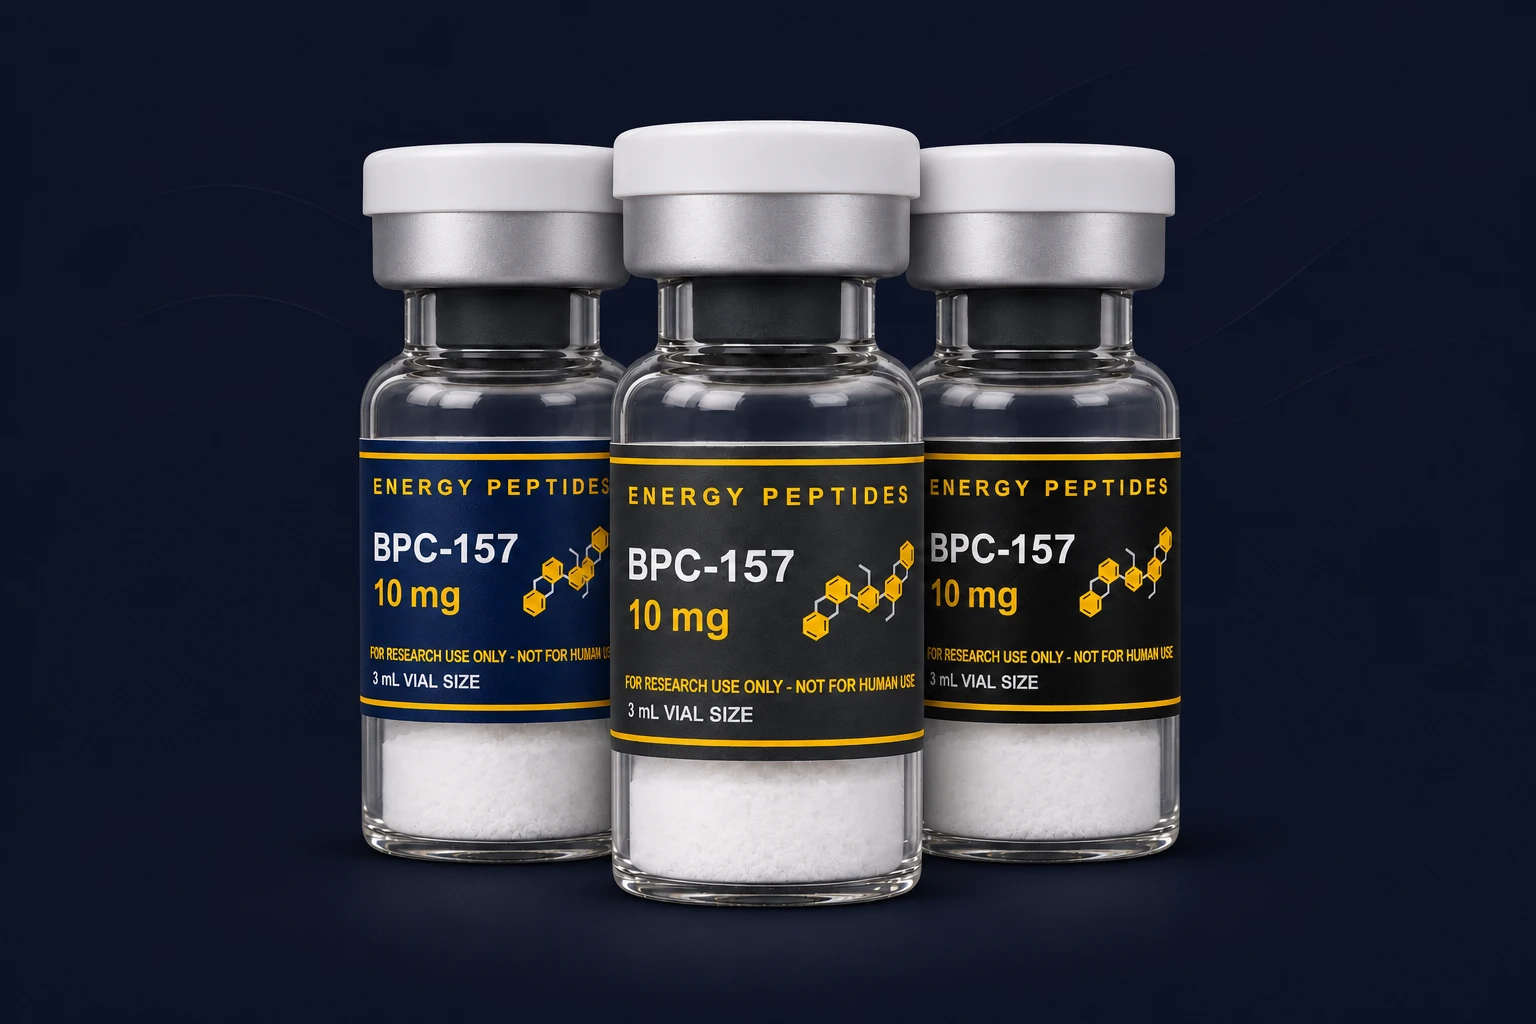 ENERGY PEPTIDES
BPC-157
10 mg
FOR RESEARCH USE ONLY - NOT FOR HUMAN US
3 mL VIAL SIZE
ENERGY PEPTIDES
BPC-157
10 mg
FOR RESEARCH USE ONLY - NOT FOR HUMAN USE
3 mL VIAL SIZE
ENERGY PEPTIDES
BPC-157
10 mg
FOR RESEARCH USE ONLY - NOT FOR HUMAN USE
3 mL VIAL SIZE